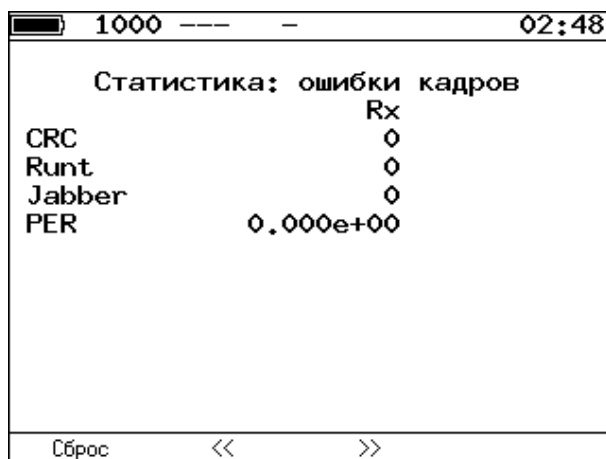 1000 --- - 02:48
Статистика: ошибки кадров
Rx
CRC 0
Runt 0
Jabber 0
PER 0.000e+00
Сброс << >>